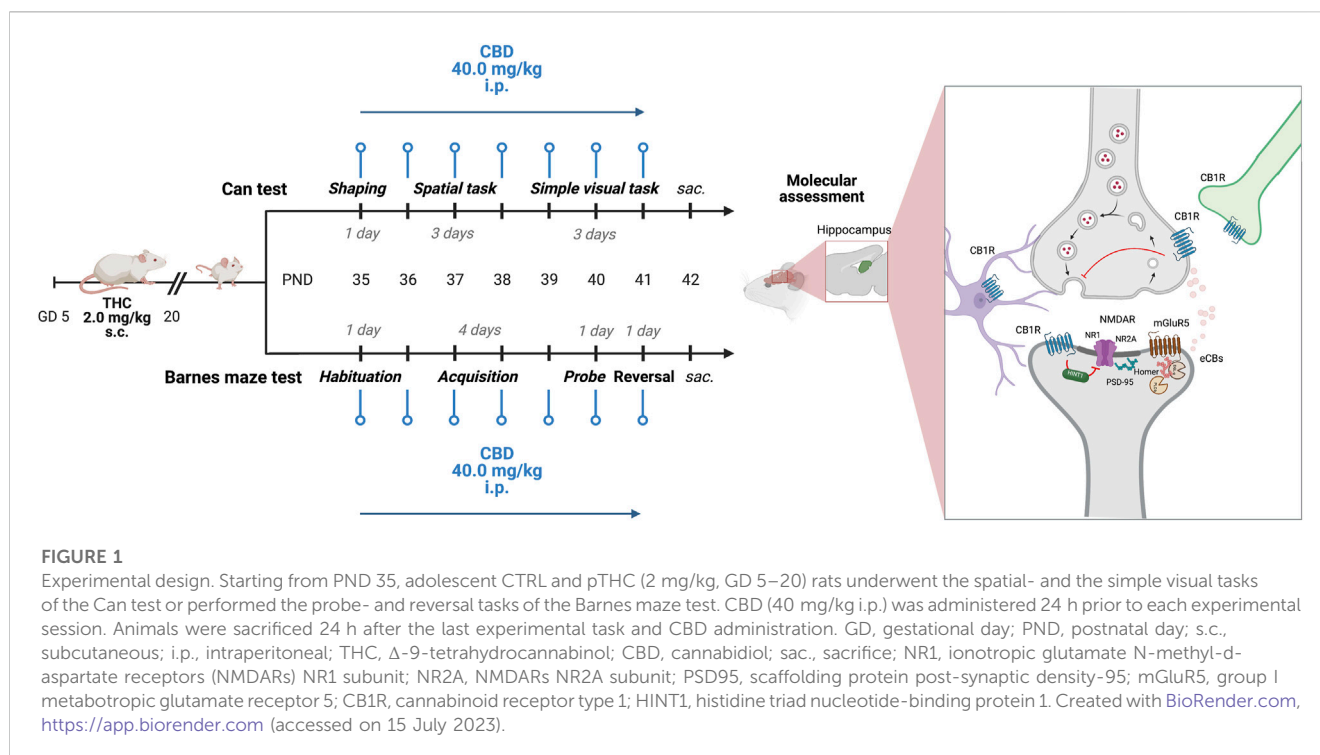 CBD
40.0 mg/kg
i.p.
Can test
Shaping
Spatial task
Simple visual task
sac.
1 day
3 days
3 days
GD 5
THC
2.0 mg/kg
s.c.
20
PND
35
36
37
38
39
40
41
42
1 day
4 days
1 day
1 day
Barnes maze test
Habituation
Acquisition
Probe
Reversal
sac.
CBD
40.0 mg/kg
i.p.
Molecular
assessment
Hippocampus
CB1R
CB1R
CB1R
CB1R
NMDAR
NR1
NR2A
mGluR5
eCBs
HINT1
PSD-95
Homer
FIGURE 1
Experimental design. Starting from PND 35, adolescent CTRL and pTHC (2 mg/kg, GD 5–20) rats underwent the spatial- and the simple visual tasks
of the Can test or performed the probe- and reversal tasks of the Barnes maze test. CBD (40 mg/kg i.p.) was administered 24 h prior to each experimental
session. Animals were sacrificed 24 h after the last experimental task and CBD administration. GD, gestational day; PND, postnatal day; s.c.,
subcutaneous; i.p., intraperitoneal; THC, Δ-9-tetrahydrocannabinol; CBD, cannabidiol; sac., sacrifice; NR1, ionotropic glutamate N-methyl-d-
aspartate receptors (NMDARs) NR1 subunit; NR2A, NMDARs NR2A subunit; PSD95, scaffolding protein post-synaptic density-95; mGluR5, group I
metabotropic glutamate receptor 5; CB1R, cannabinoid receptor type 1; HINT1, histidine triad nucleotide-binding protein 1. Created with BioRender.com,
https://app.biorender.com (accessed on 15 July 2023).